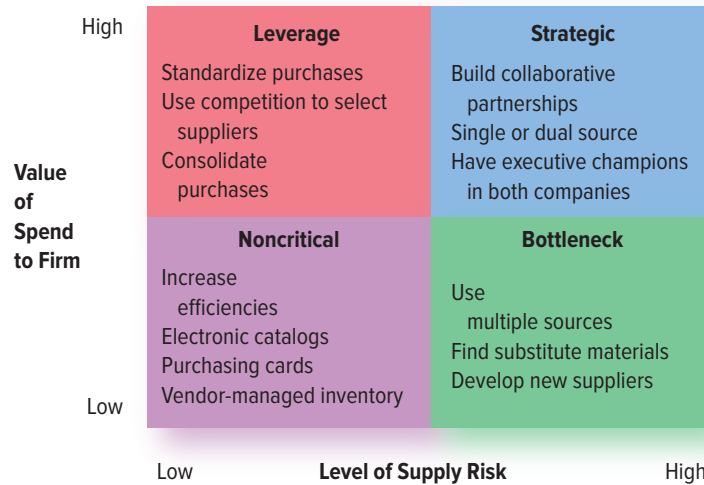 High
Leverage
Standardize purchases
Use competition to select
suppliers
Consolidate
purchases
Strategic
Build collaborative
partnerships
Single or dual source
Have executive champions
in both companies
Value
of
Spend
to Firm
Noncritical
Increase
efficiencies
Electronic catalogs
Purchasing cards
Vendor-managed inventory
Bottleneck
Use
multiple sources
Find substitute materials
Develop new suppliers
Low
Low
Level of Supply Risk
High